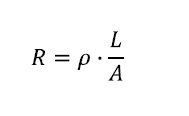 R = ρ · L/A